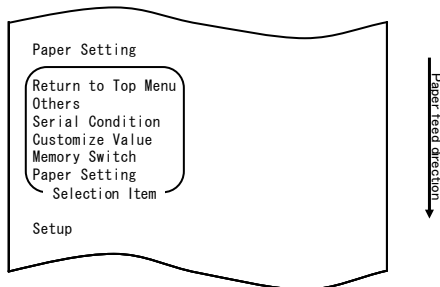 Paper Setting
Return to Top Menu
Others
Serial Condition
Customize Value
Memory Switch
Paper Setting
Selection Item
Setup
Paper feed direction